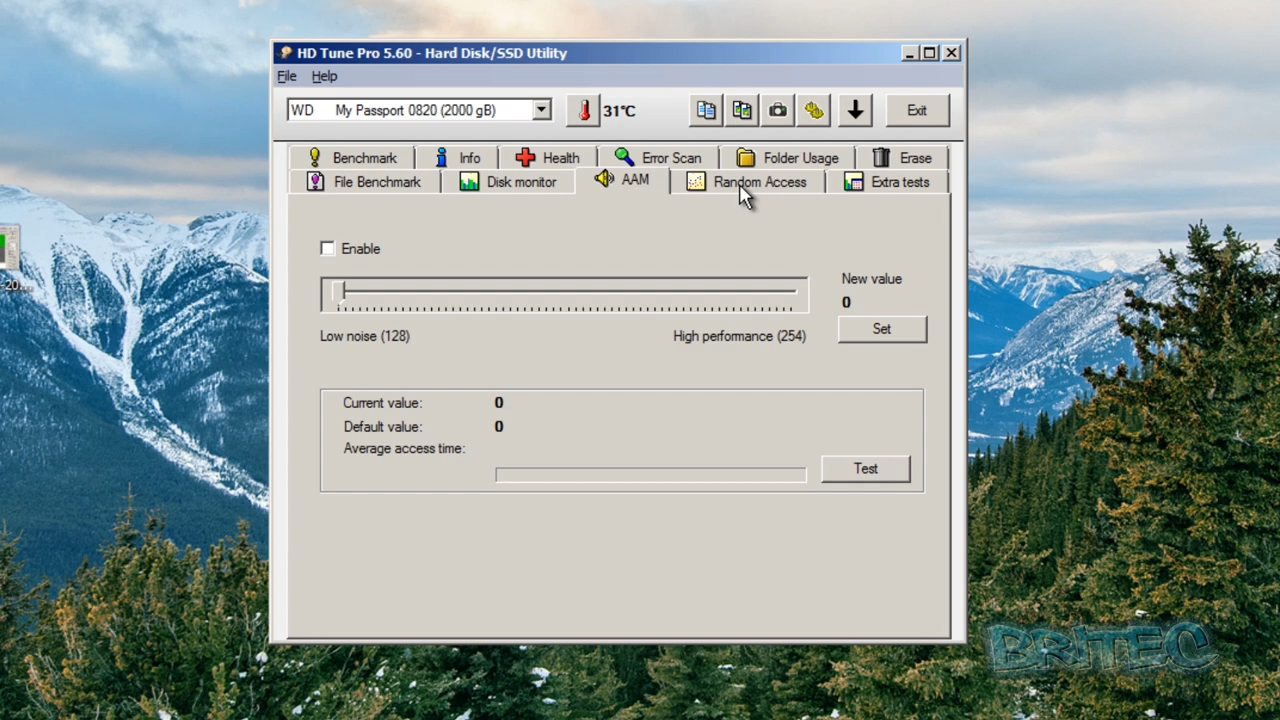 HD Tune Pro 5.60 - Hard Disk/SSD Utility
File Help
WD My Passport 0820 (2000 gB) 31°C Exit
Benchmark Info Health Error Scan Folder Usage Erase
File Benchmark Disk monitor AAM Random Access Extra tests
Enable
New value
0
Set
Low noise (128) High performance (254)
Current value: 0
Default value: 0
Average access time:
Test
-20...
BRITEC